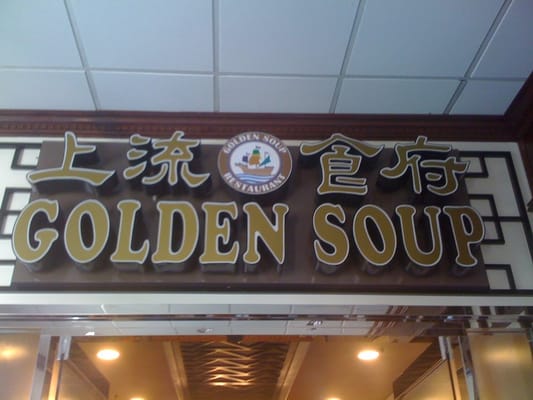 上流 食府
GOLDEN SOUP
RESTAURANT
GOLDEN SOUP